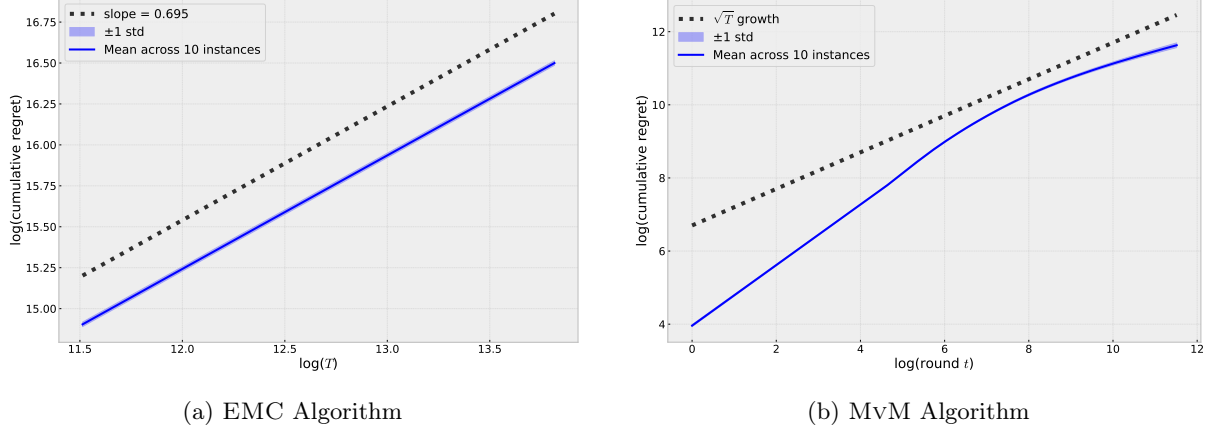 slope = 0.695
±1 std
Mean across 10 instances
log(cumulative regret)
16.75
16.50
16.25
16.00
15.75
15.50
15.25
15.00
11.5 12.0 12.5 13.0 13.5
log(T)
(a) EMC Algorithm
√T growth
±1 std
Mean across 10 instances
log(cumulative regret)
12
10
8
6
4
0 2 4 6 8 10 12
log(round t)
(b) MvM Algorithm